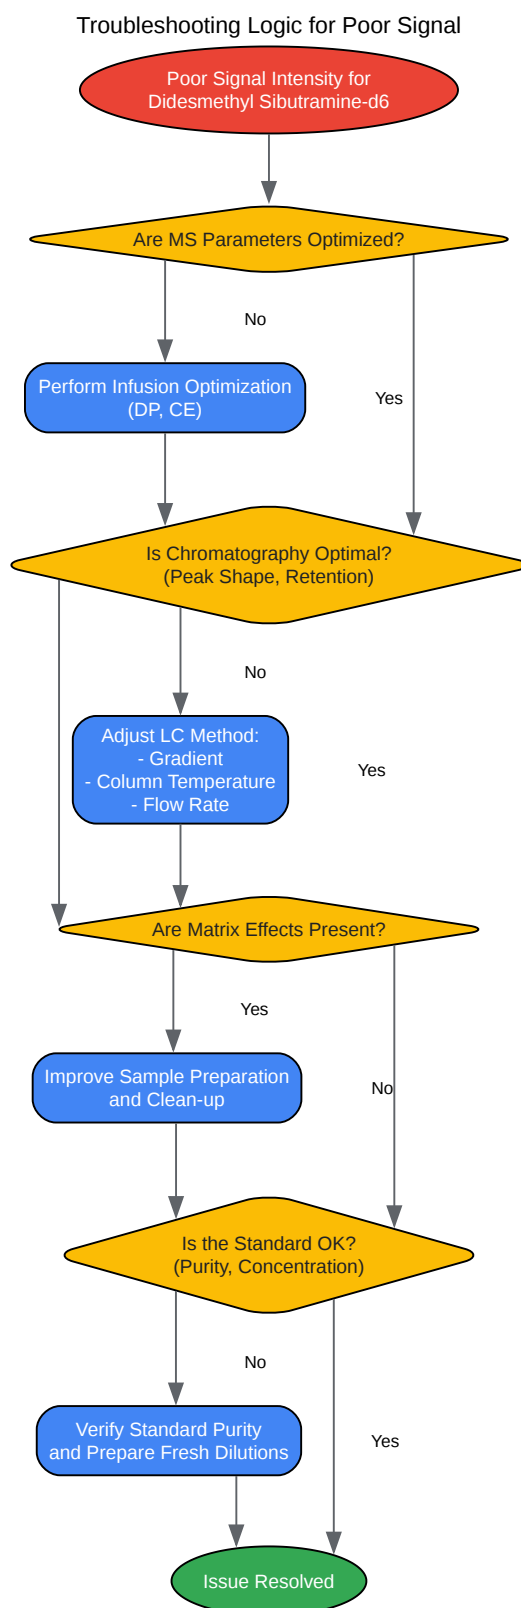 Troubleshooting Logic for Poor Signal
Poor Signal Intensity for
Didesmethyl Sibutramine-d6
Are MS Parameters Optimized?
No
Perform Infusion Optimization
(DP, CE)
Yes
Is Chromatography Optimal?
(Peak Shape, Retention)
No
Adjust LC Method:
- Gradient
- Column Temperature
- Flow Rate
Yes
Are Matrix Effects Present?
Yes
Improve Sample Preparation
and Clean-up
No
Is the Standard OK?
(Purity, Concentration)
No
Verify Standard Purity
and Prepare Fresh Dilutions
Yes
Issue Resolved